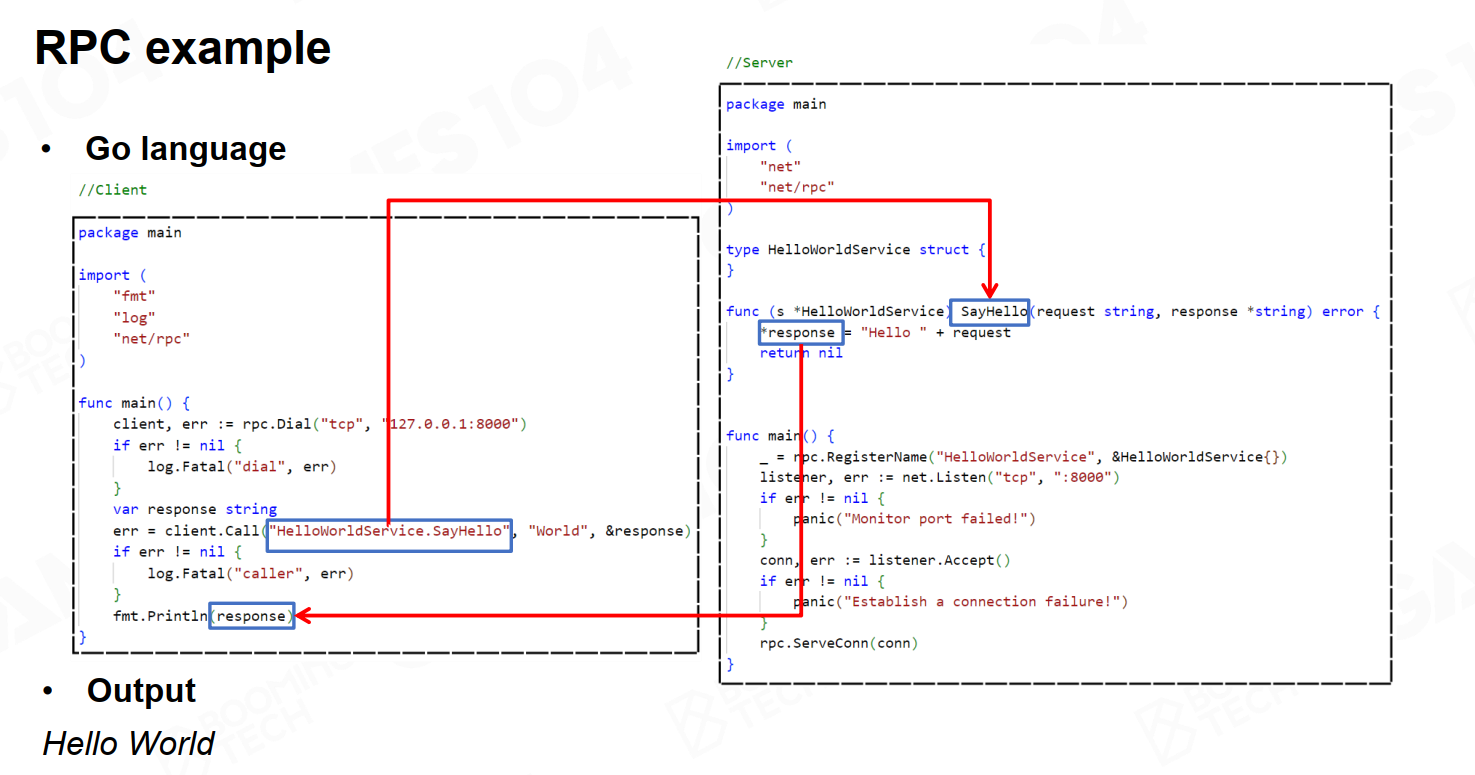 RPC example
• Go language
//Client
package main
import (
"fmt"
"log"
"net/rpc"
)
func main() {
client, err := rpc.Dial("tcp", "127.0.0.1:8000")
if err != nil {
log.Fatal("dial", err)
}
var response string
err = client.Call("HelloWorldService.SayHello", "World", &response)
if err != nil {
log.Fatal("caller", err)
}
fmt.Println(response)
}
• Output
Hello World
//Server
package main
import (
"net"
"net/rpc"
)
type HelloWorldService struct {
}
func (s *HelloWorldService) SayHello(request string, response *string) error {
*response = "Hello " + request
return nil
}
func main() {
_ = rpc.RegisterName("HelloWorldService", &HelloWorldService{})
listener, err := net.Listen("tcp", ":8000")
if err != nil {
panic("Monitor port failed!")
}
conn, err := listener.Accept()
if err != nil {
panic("Establish a connection failure!")
}
rpc.ServeConn(conn)
}